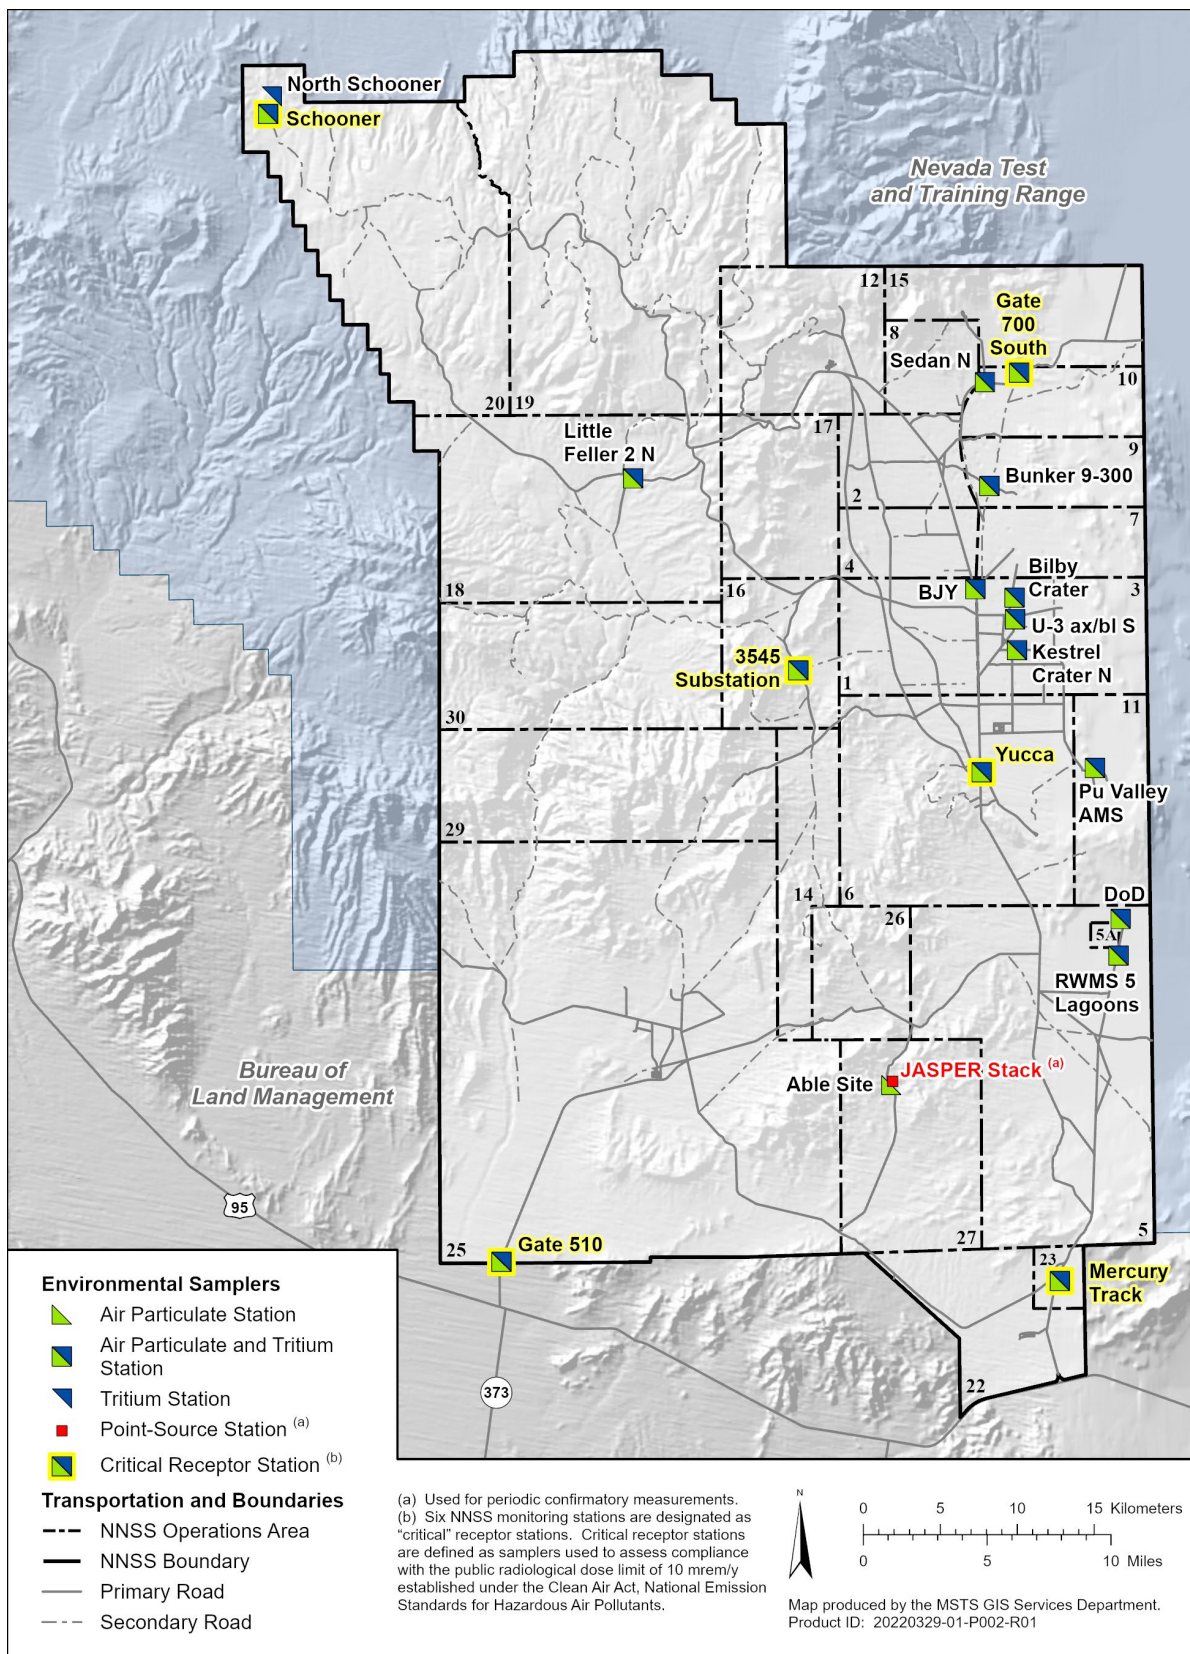 North Schooner
Schooner
Nevada Test
and Training Range
12
15
Gate
700
South
8
Sedan N
10
20
19
Little
Feller 2 N
17
9
Bunker 9-300
2
7
4
Bilby
Crater
18
16
BJY
3
U-3 ax/bl S
3545
Substation
Kestrel
Crater N
1
11
30
Yucca
Pu Valley
AMS
29
14
6
DoD
26
5A
RWMS 5
Lagoons
Bureau of
Land Management
Able Site
JASPER Stack (a)
95
25
Gate 510
27
5
23
Mercury
Track
22
373
Environmental Samplers
Air Particulate Station
Air Particulate and Tritium
Station
Tritium Station
Point-Source Station (a)
Critical Receptor Station (b)
Transportation and Boundaries
NNSS Operations Area
NNSS Boundary
Primary Road
Secondary Road
(a) Used for periodic confirmatory measurements.
(b) Six NNSS monitoring stations are designated as
“critical” receptor stations. Critical receptor stations
are defined as samplers used to assess compliance
with the public radiological dose limit of 10 mrem/y
established under the Clean Air Act, National Emission
Standards for Hazardous Air Pollutants.
N
0 5 10 15 Kilometers
0 5 10 Miles
Map produced by the MSTS GIS Services Department.
Product ID: 20220329-01-P002-R01